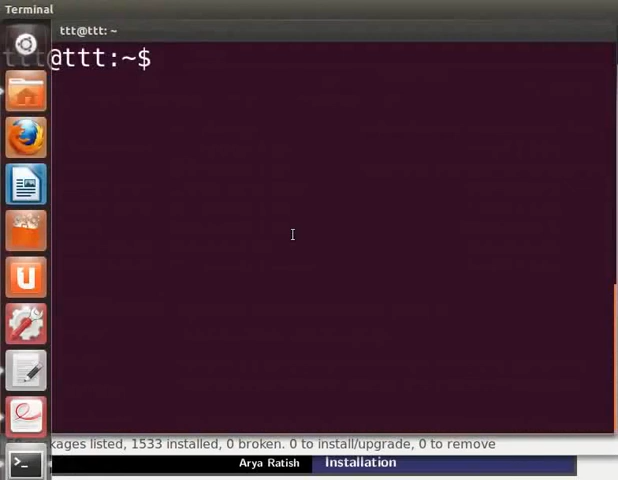 Terminal
ttt@ttt: ~
ttt@ttt:~$
kages listed, 1533 installed, 0 broken. 0 to install/upgrade, 0 to remove
Arya Ratish
Installation